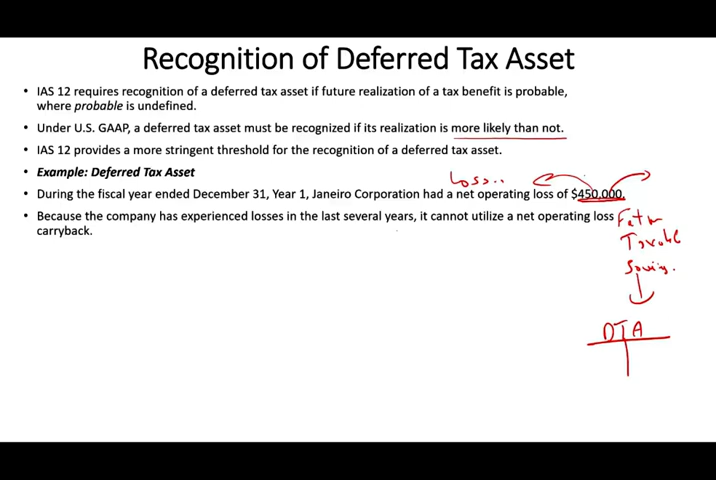 Recognition of Deferred Tax Asset
• IAS 12 requires recognition of a deferred tax asset if future realization of a tax benefit is probable,
where probable is undefined.
• Under U.S. GAAP, a deferred tax asset must be recognized if its realization is more likely than not.
• IAS 12 provides a more stringent threshold for the recognition of a deferred tax asset.
• Example: Deferred Tax Asset
loss..
• During the fiscal year ended December 31, Year 1, Janeiro Corporation had a net operating loss of $450,000.
• Because the company has experienced losses in the last several years, it cannot utilize a net operating loss
carryback.
DTA